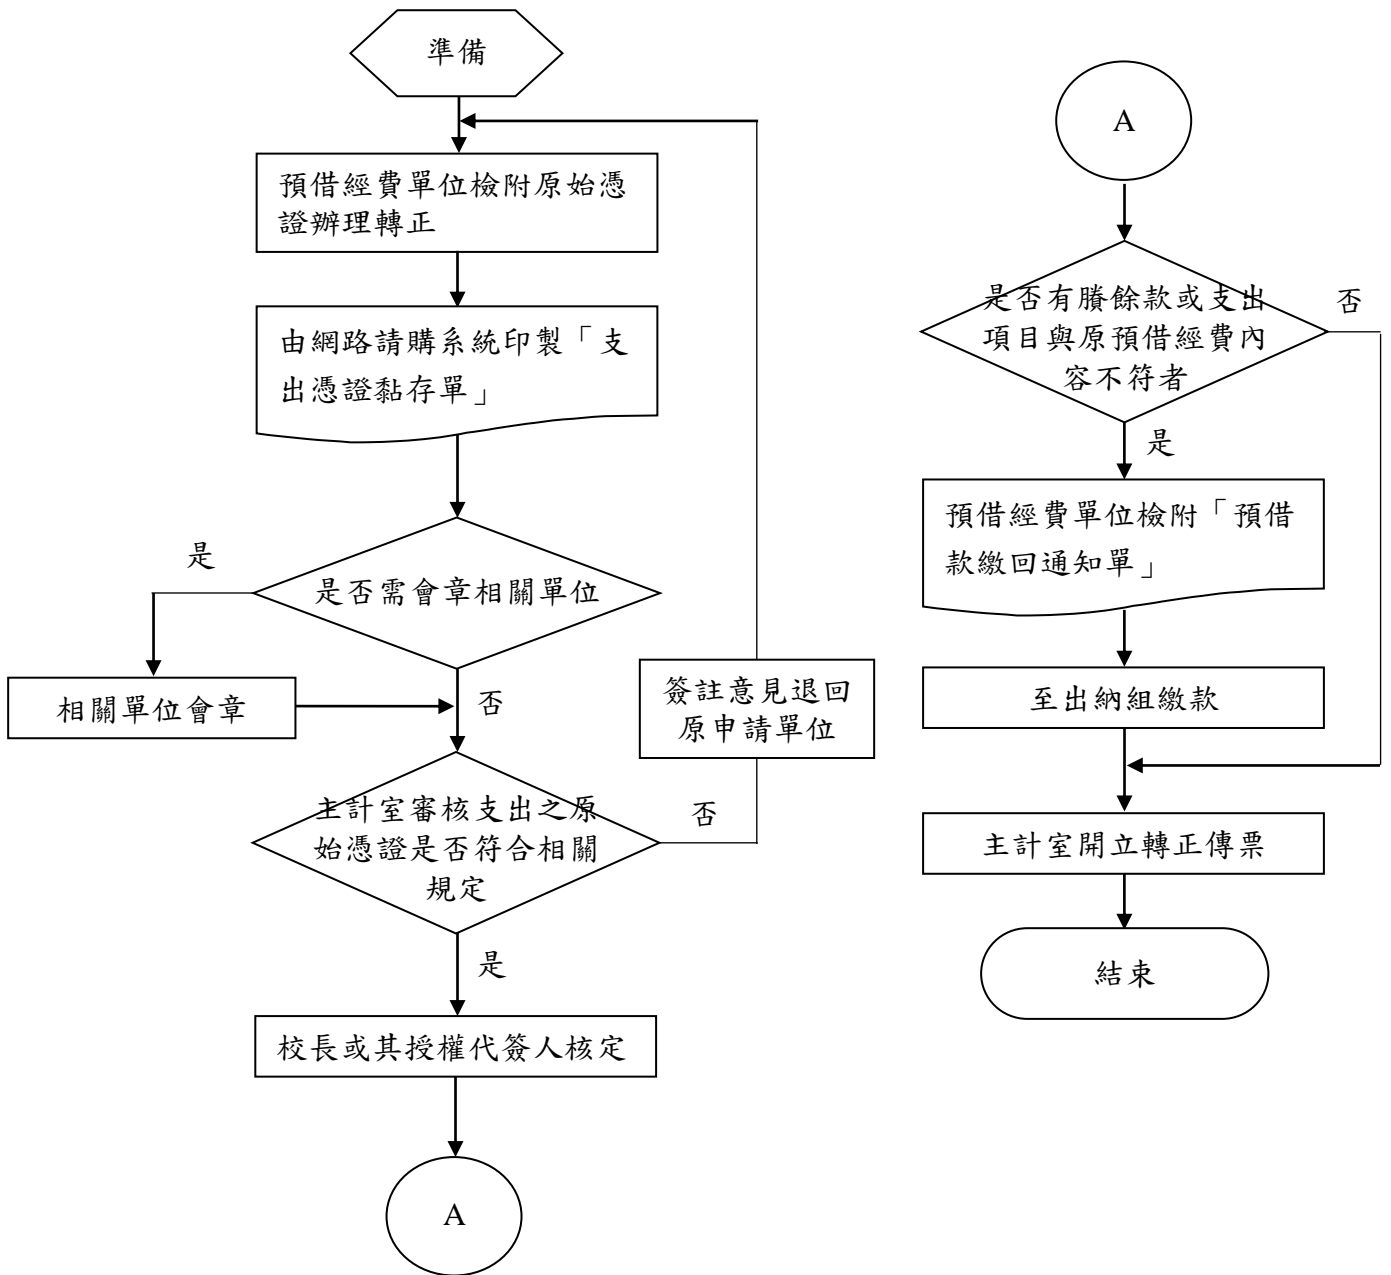 準備
預借經費單位檢附原始憑
證辦理轉正
由網路請購系統印製「支
出憑證黏存單」
是
是否需會章相關單位
相關單位會章
否
簽註意見退回
原申請單位
主計室審核支出之原
始憑證是否符合相關
規定
否
是
校長或其授權代簽人核定
A
A
是否有賸餘款或支出
項目與原預借經費內
容不符者
否
是
預借經費單位檢附「預借
款繳回通知單」
至出納組繳款
主計室開立轉正傳票
結束